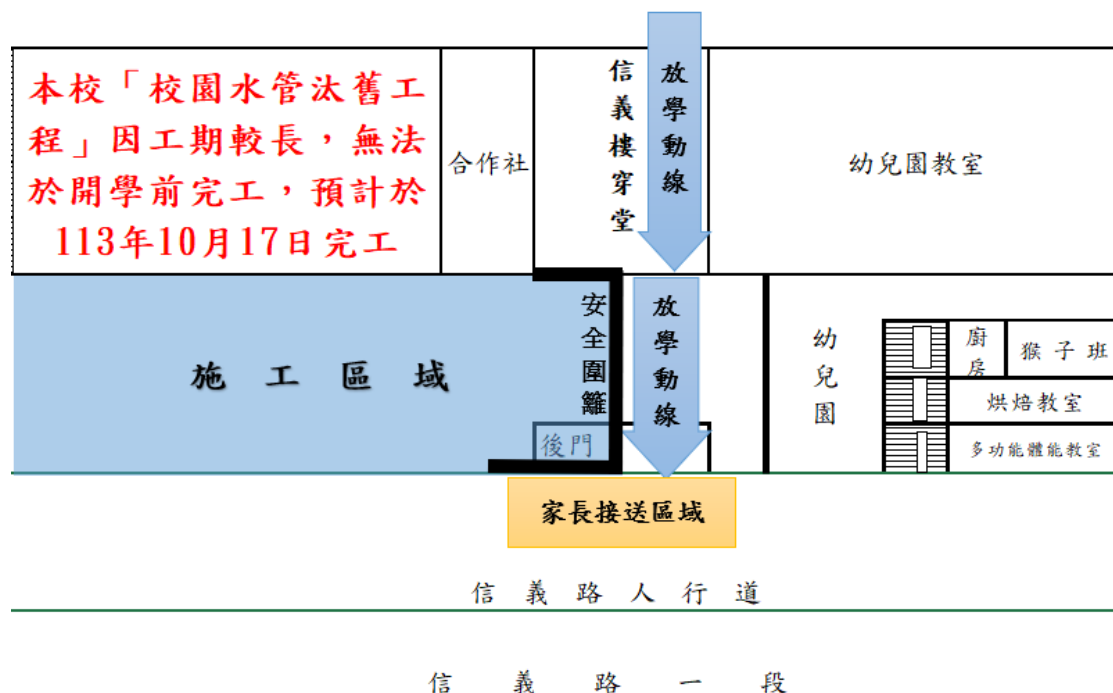 本校「校園水管汰舊工
程」因工期較長，無法
於開學前完工，預計於
113年10月17日完工
合作社
信義樓穿堂
放學動線
幼兒園教室
施工區域
安全圍籬
放學動線
後門
幼兒園
廚房
猴子班
烘焙教室
多功能體能教室
家長接送區域
信義路人行道
信義路一段